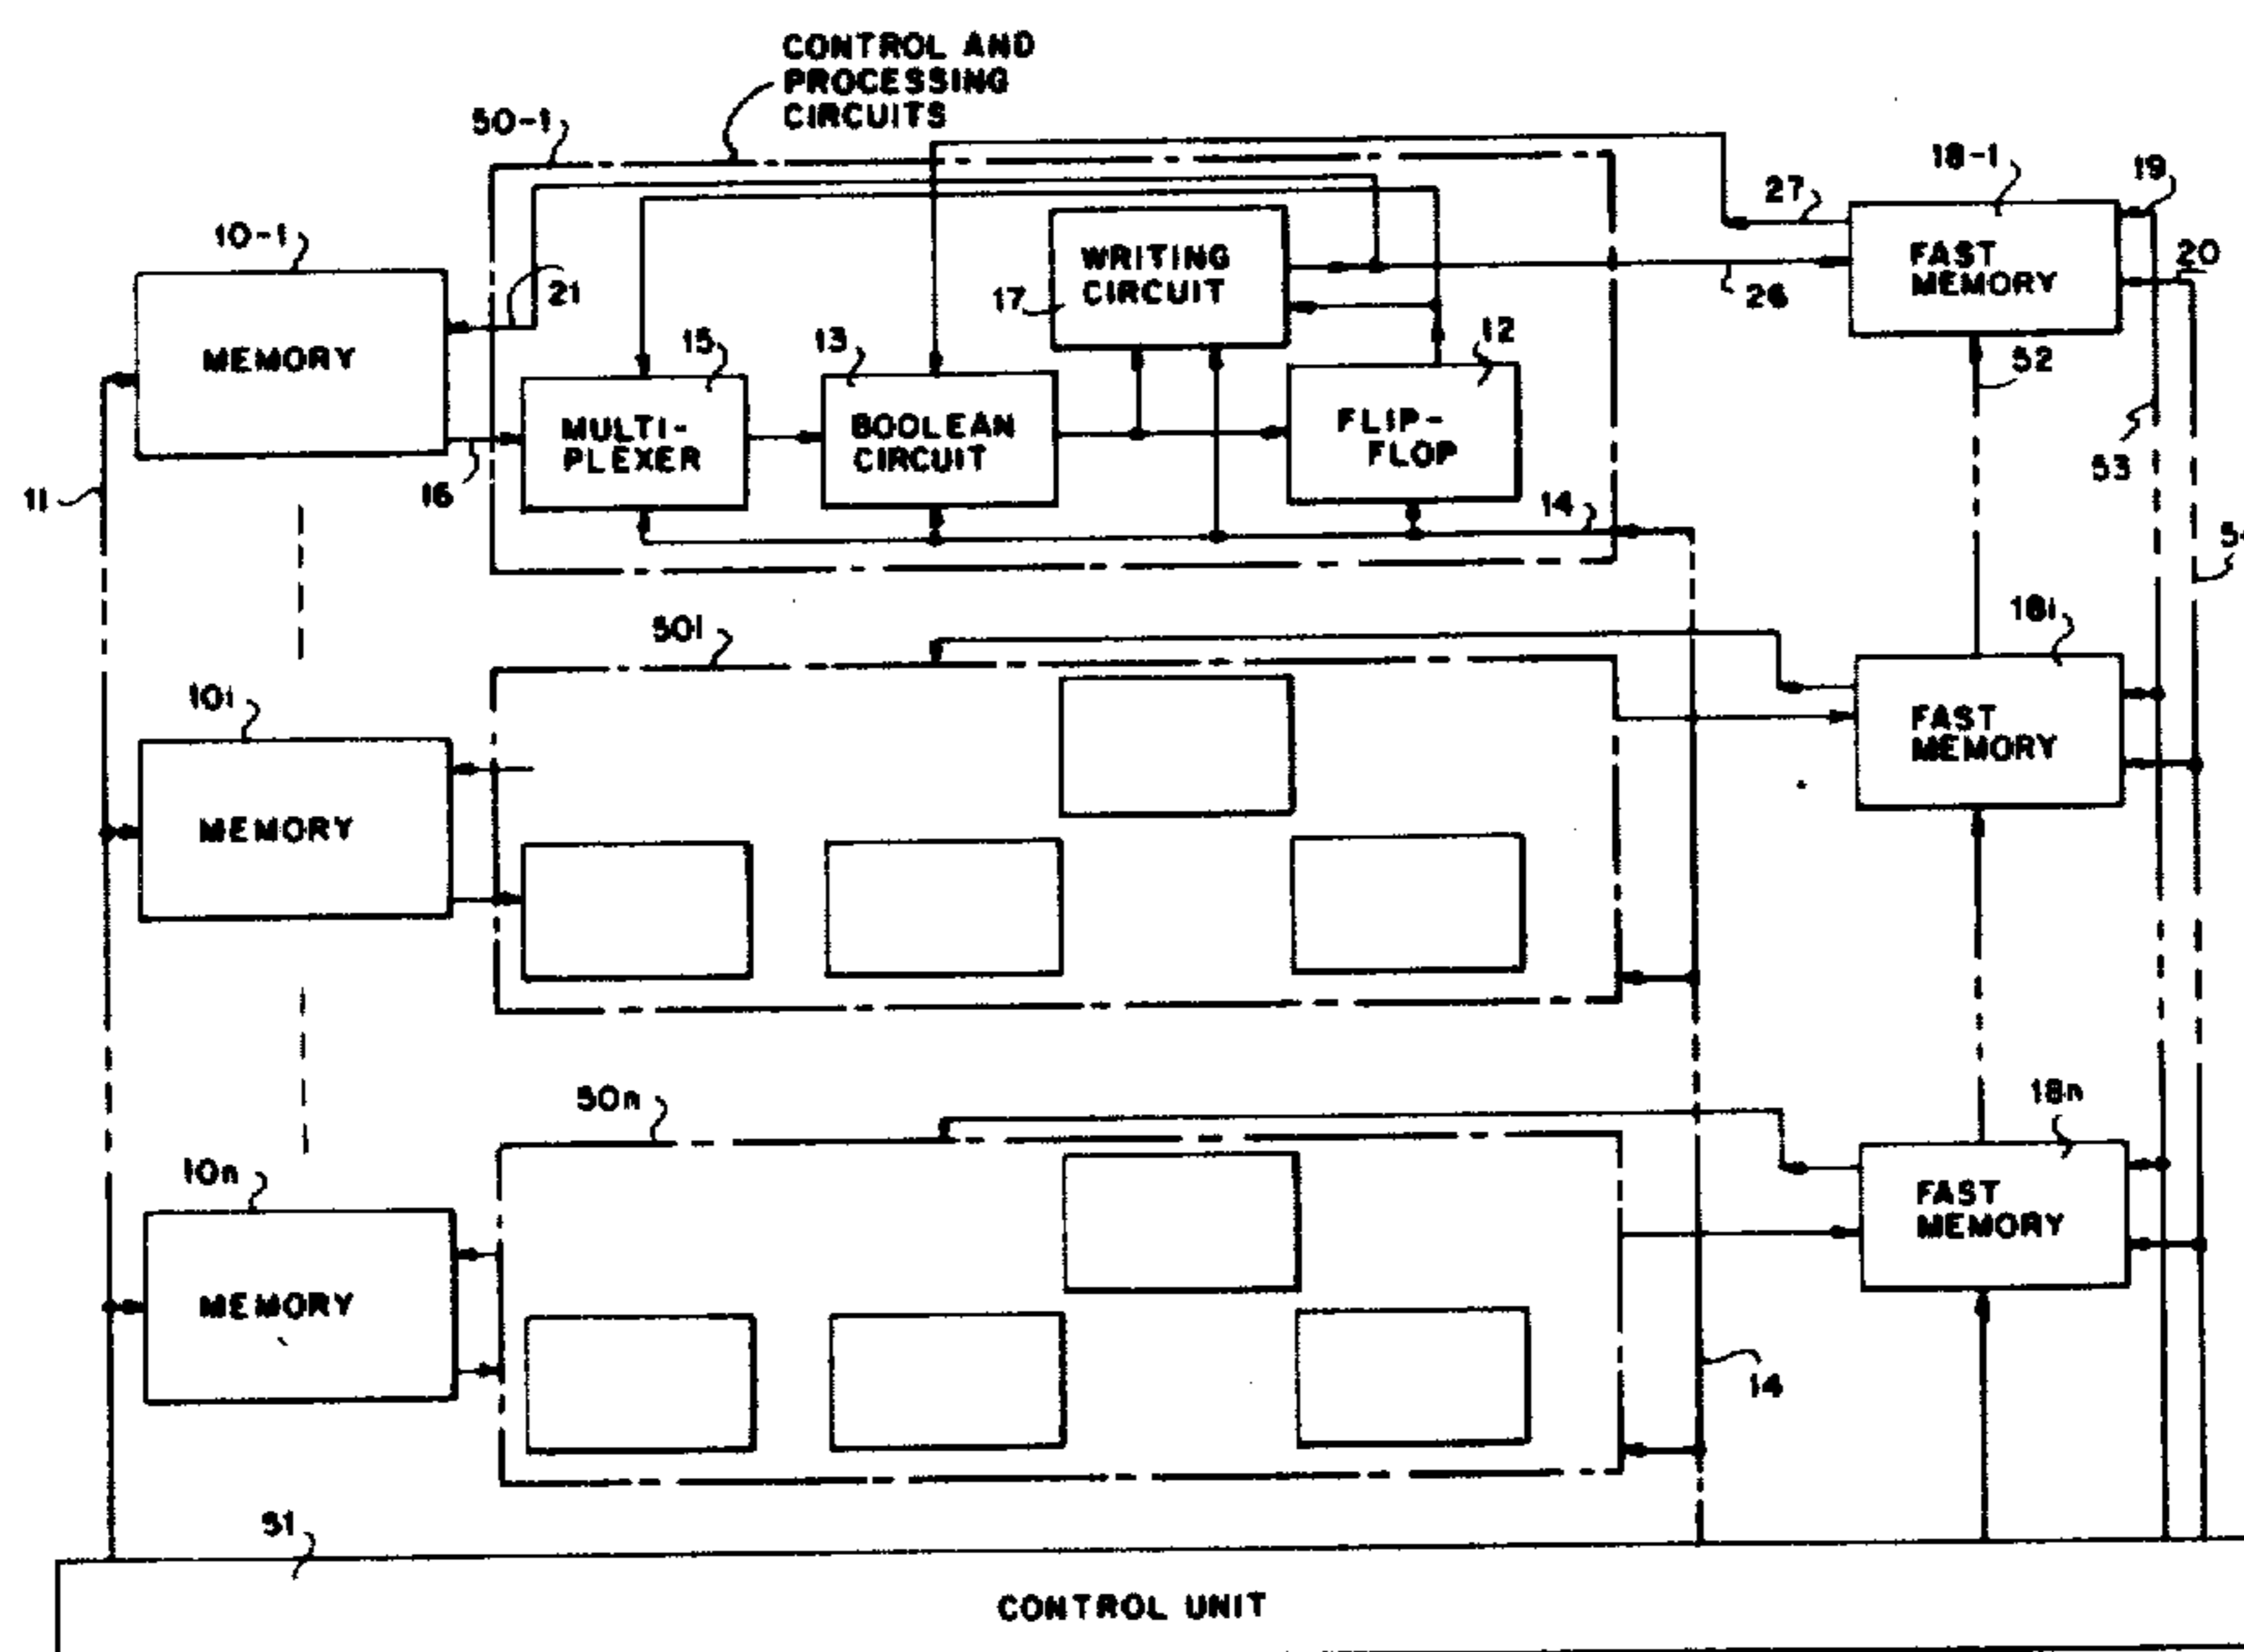 CONTROL AND
PROCESSING
CIRCUITS
50-1
18-1
19
27
10-1
WRITING
CIRCUIT
FAST
MEMORY
20
21
17
26
15
13
12
MEMORY
52
MULTI-
PLEXER
BOOLEAN
CIRCUIT
FLIP-
FLOP
53
11
16
14
50i
18i
10i
FAST
MEMORY
MEMORY
50n
18n
10n
FAST
MEMORY
MEMORY
14
51
CONTROL UNIT